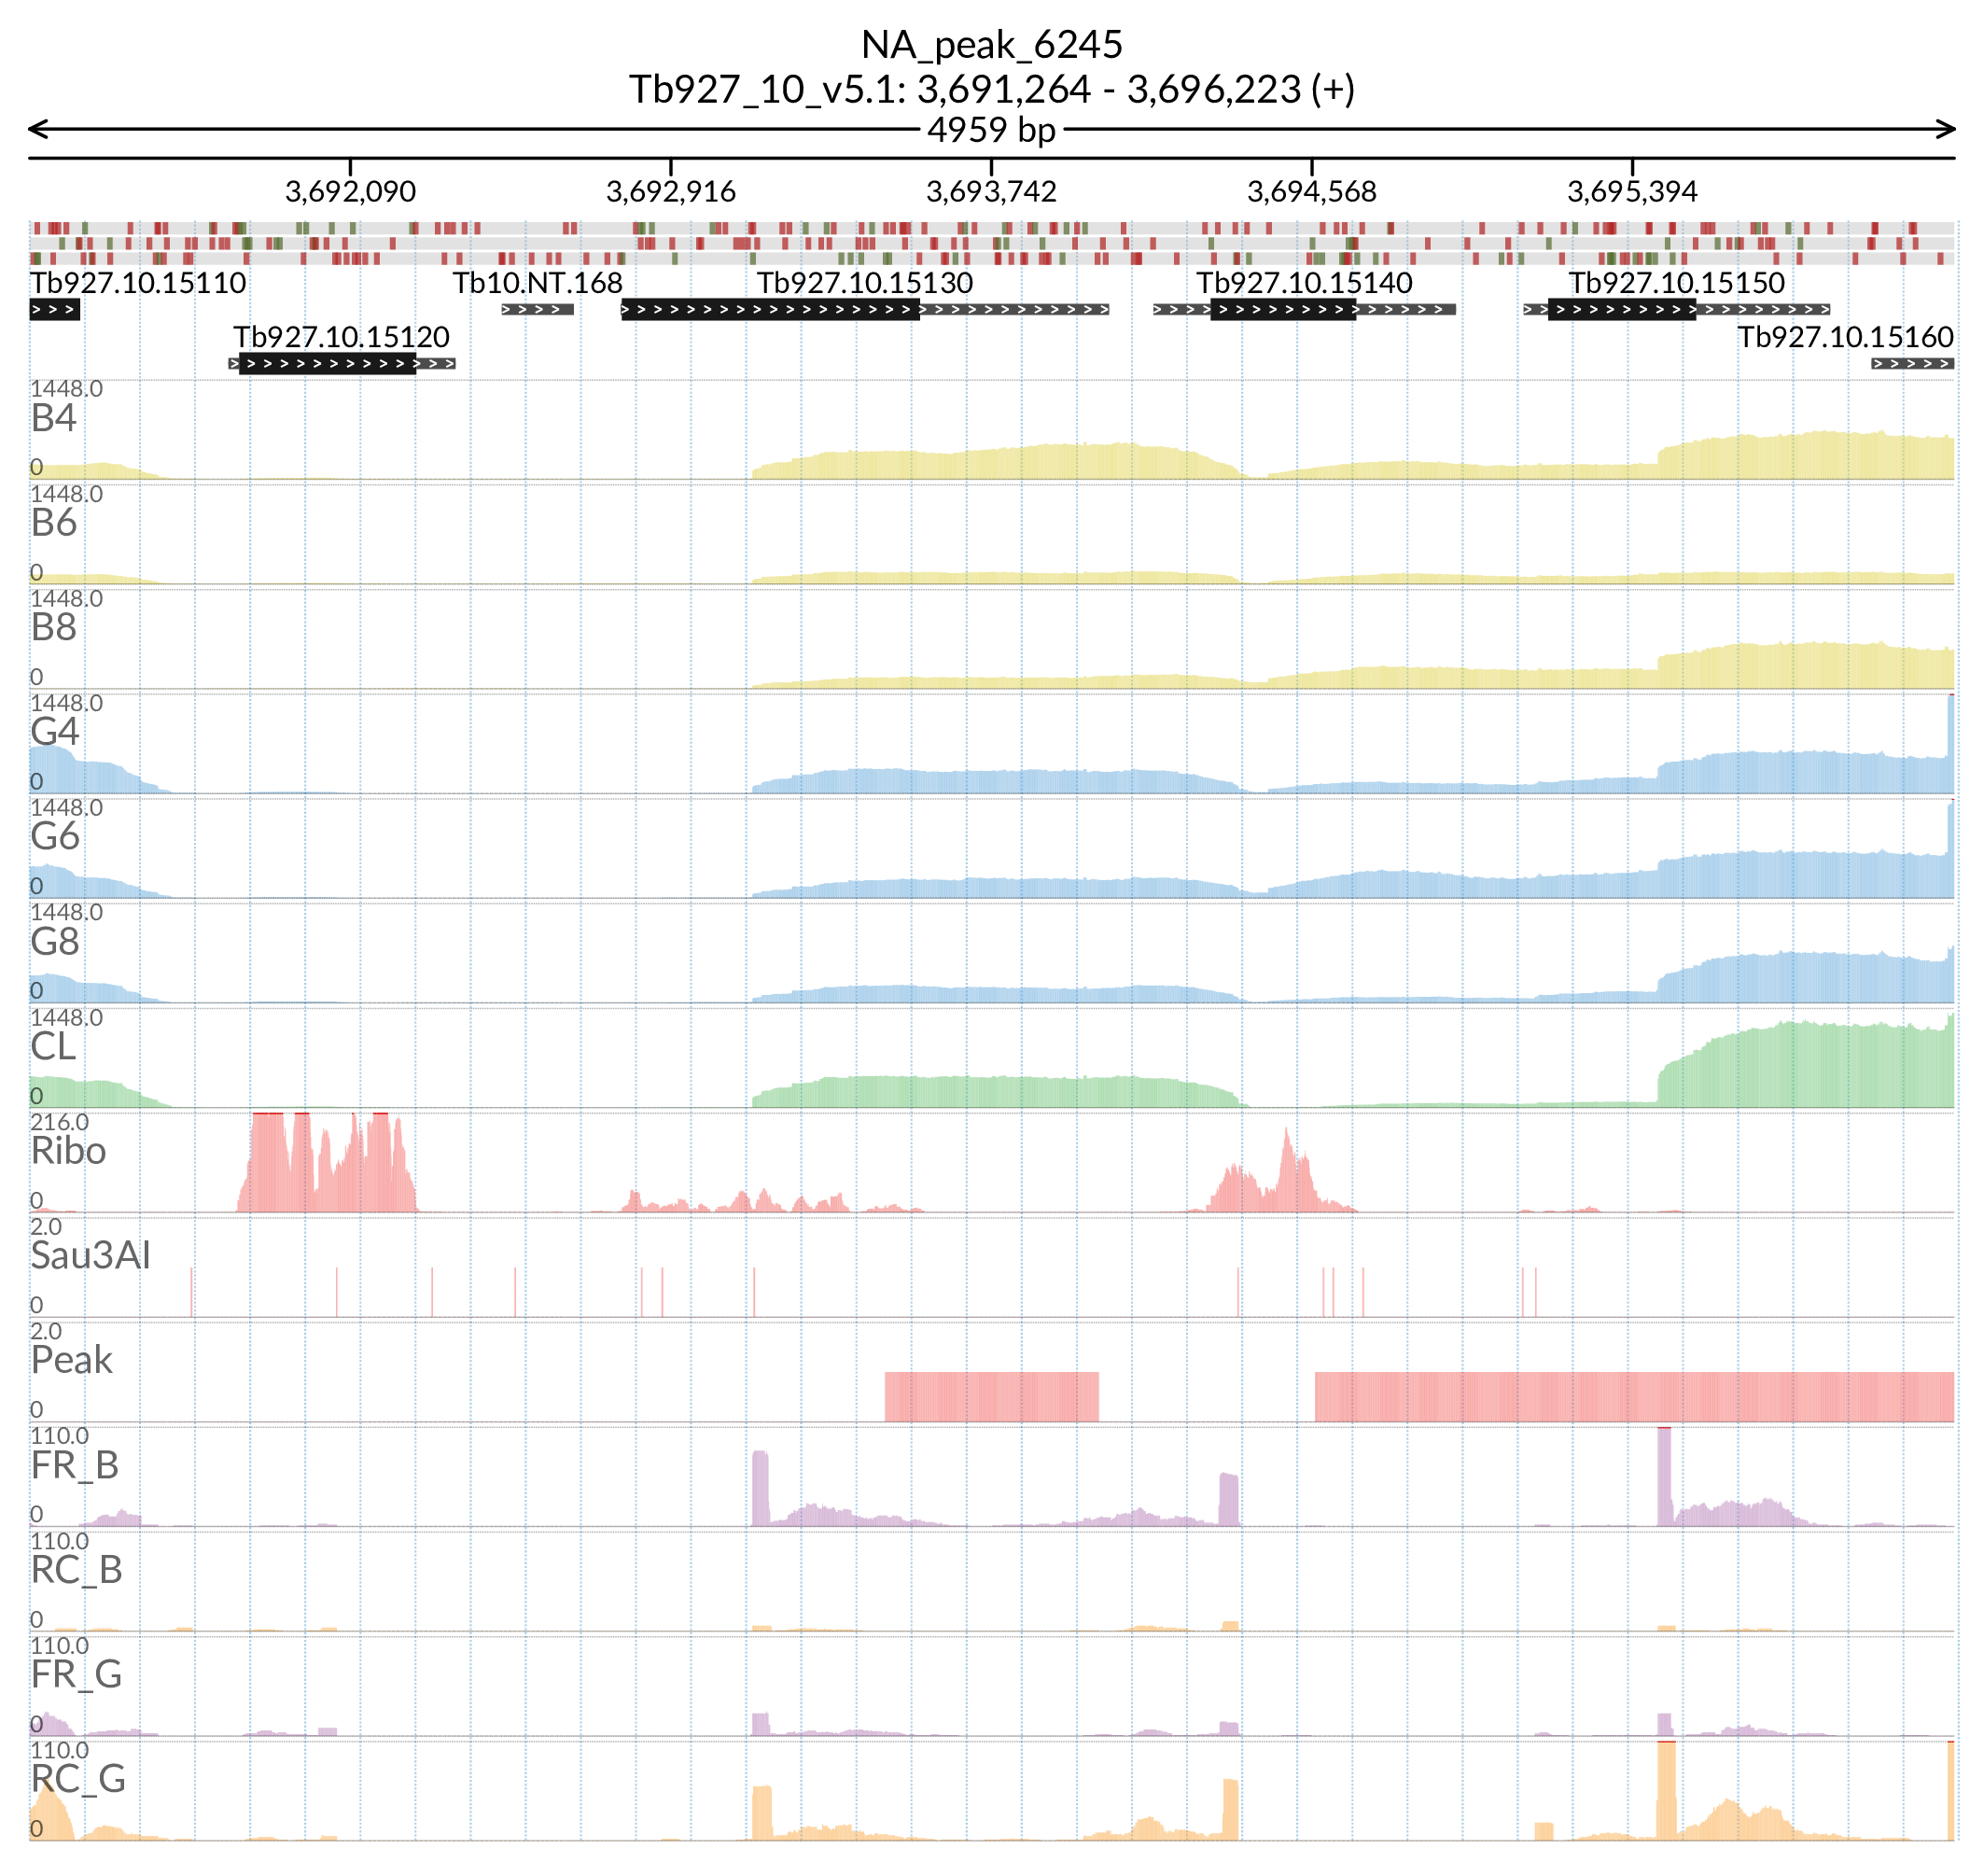 NA_peak_6245
Tb927_10_v5.1: 3,691,264 - 3,696,223 (+)
4959 bp
3,692,090 3,692,916 3,693,742 3,694,568 3,695,394
Tb927.10.15110 Tb10.NT.168 Tb927.10.15130 Tb927.10.15140 Tb927.10.15150
Tb927.10.15120 Tb927.10.15160
1448.0
B4
0
1448.0
B6
0
1448.0
B8
0
1448.0
G4
0
1448.0
G6
0
1448.0
G8
0
1448.0
CL
0
216.0
Ribo
0
2.0
Sau3AI
0
2.0
Peak
0
110.0
FR_B
0
110.0
RC_B
0
110.0
FR_G
0
110.0
RC_G
0